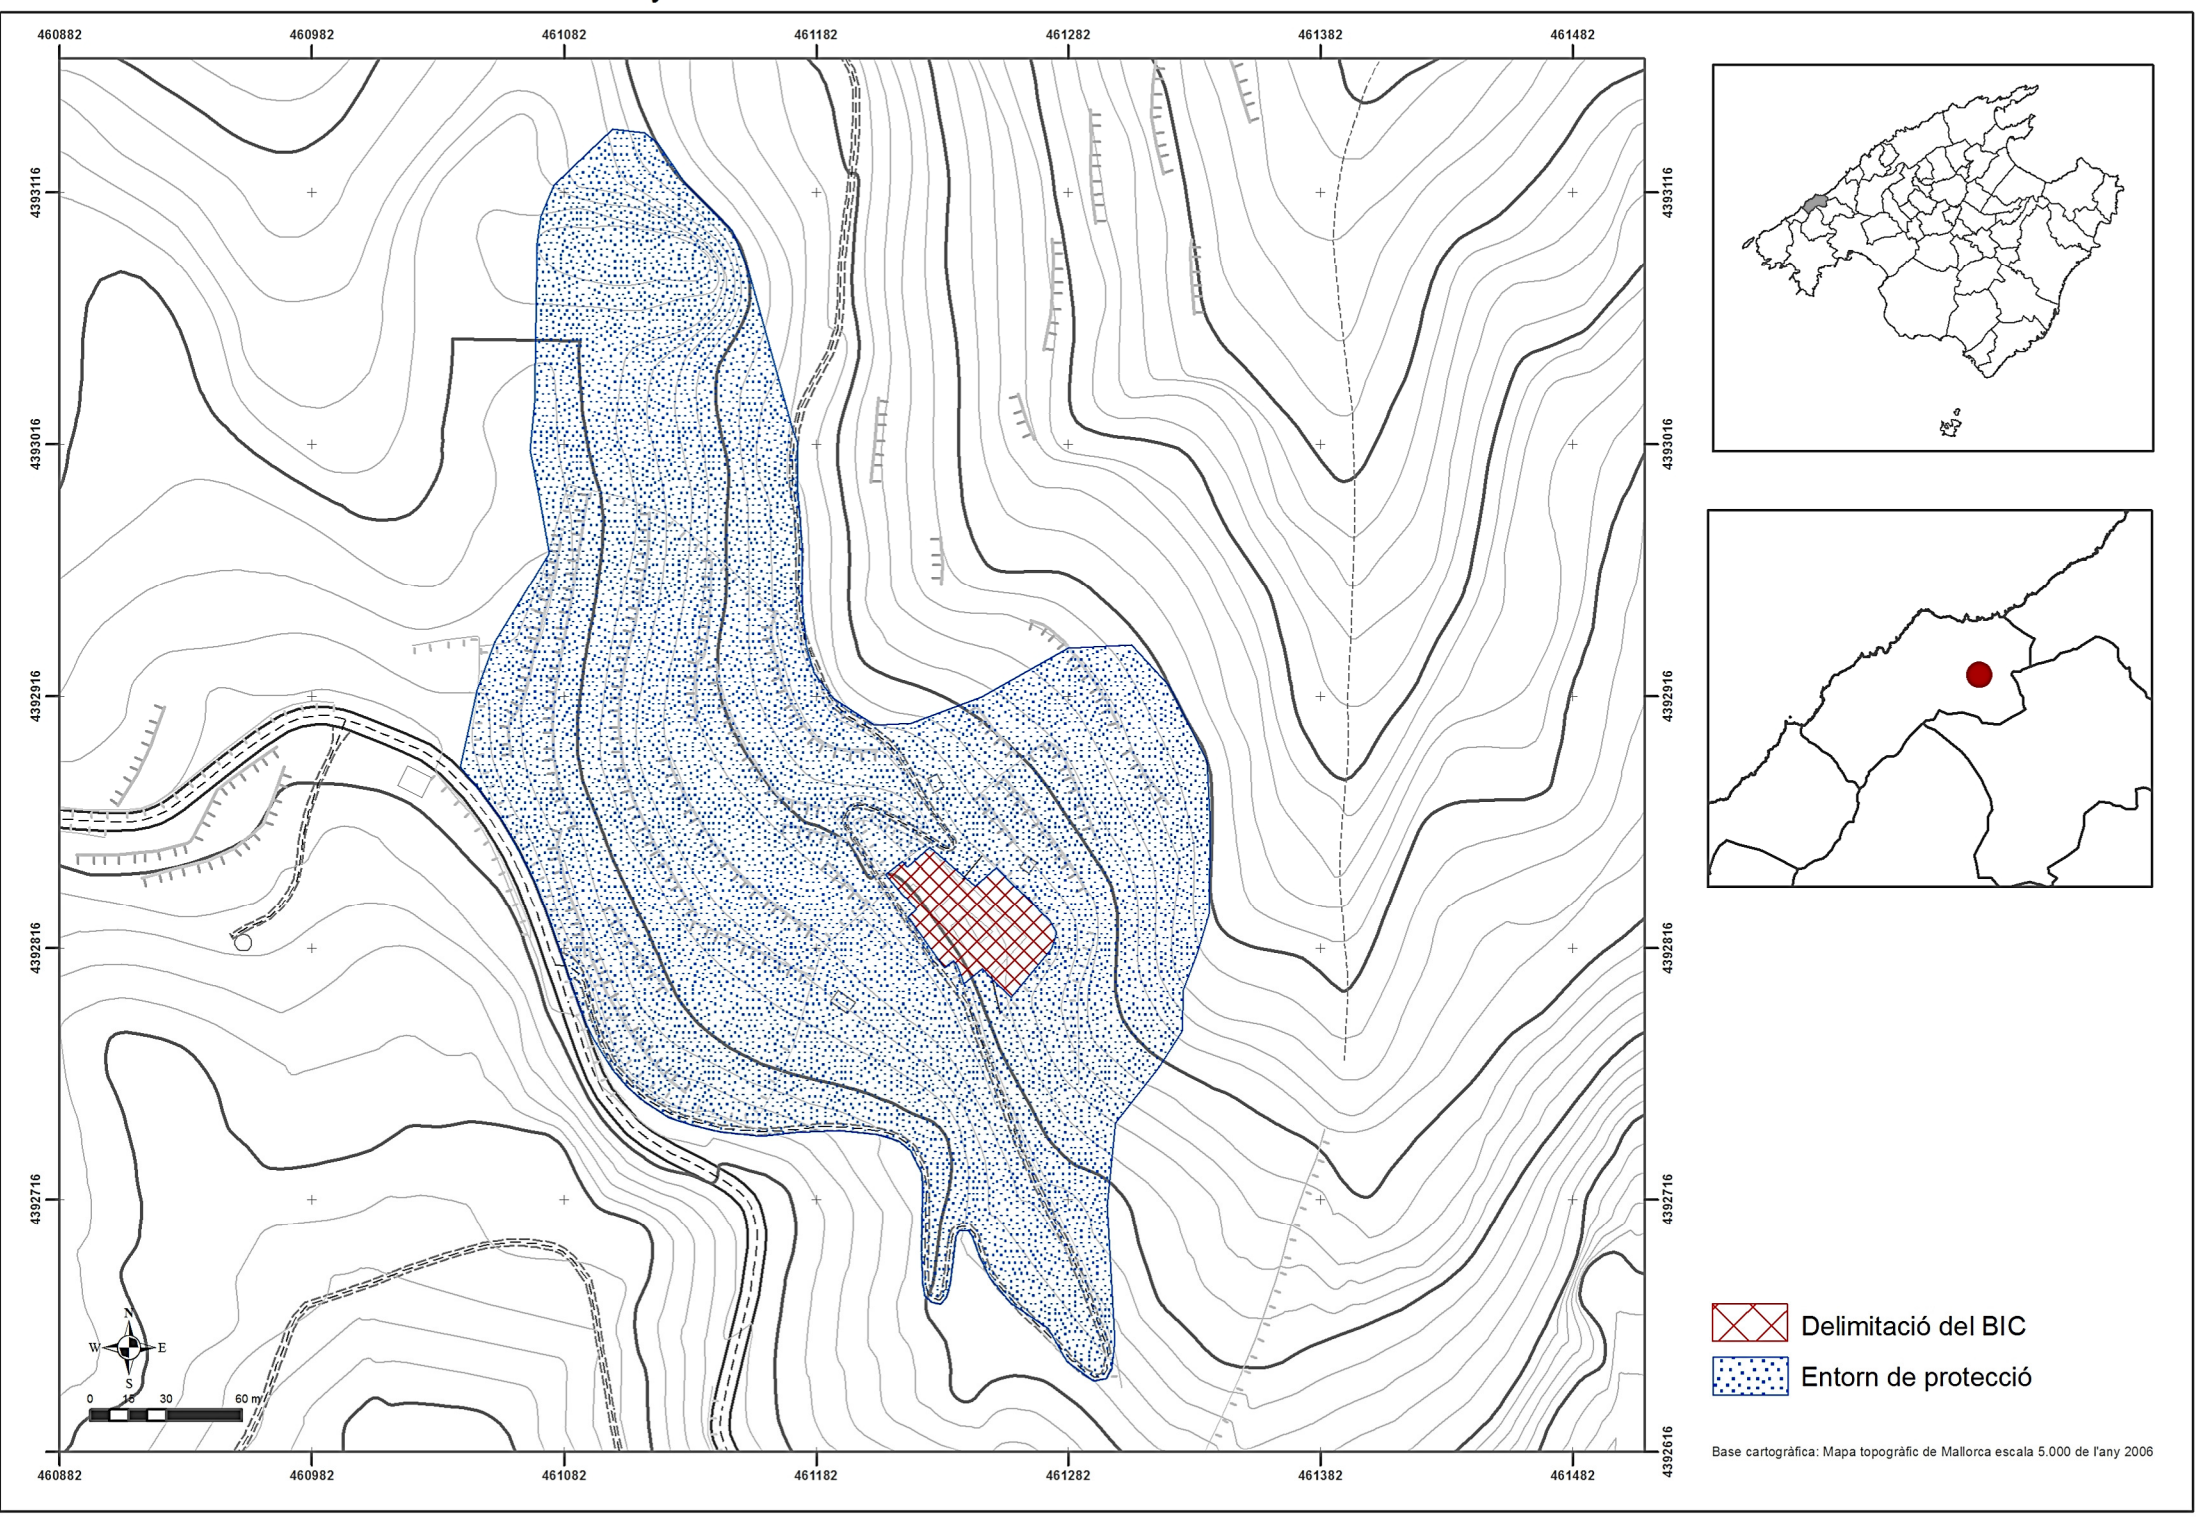 460882 460982 461082 461182 461282 461382 461482
4393116 4393116
4393016 4393016
4392916 4392916
4392816 4392816
4392716 4392716
4392616
N
W E
S
0 15 30 60 m
460882 460982 461082 461182 461282 461382 461482
Delimitació del BIC
Entorn de protecció
Base cartogràfica: Mapa topogràfic de Mallorca escala 5.000 de l'any 2006